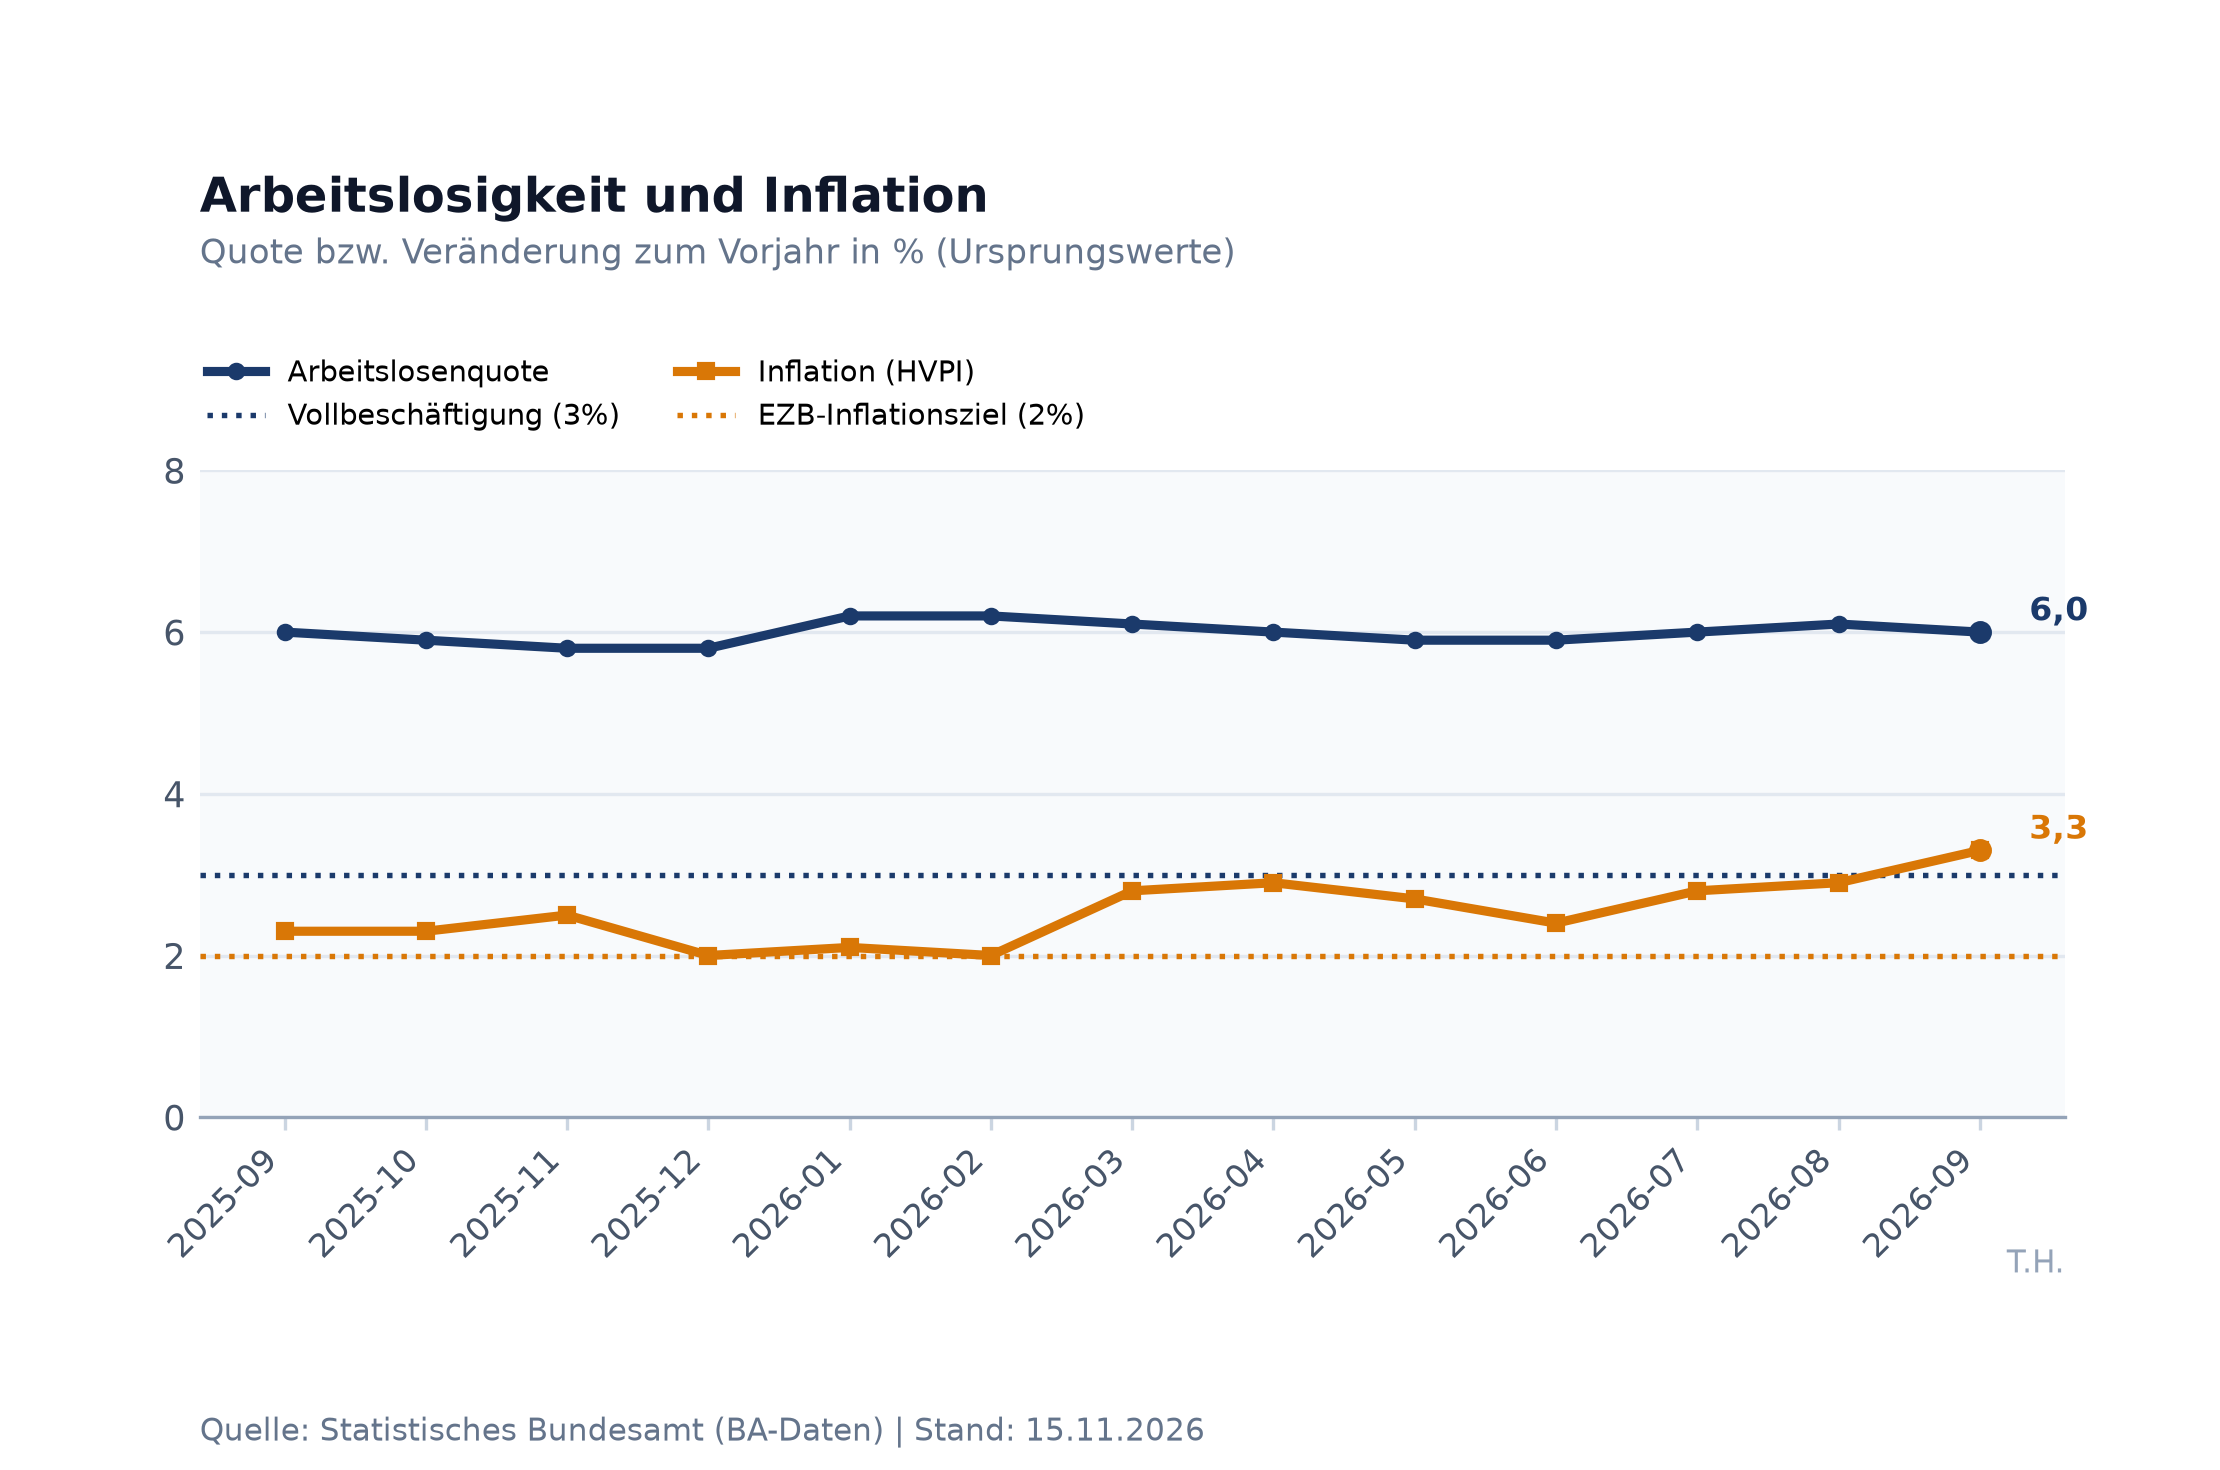 Arbeitslosigkeit und Inflation
Quote bzw. Veränderung zum Vorjahr in % (Ursprungswerte)
Arbeitslosenquote
Inflation (HVPI)
Vollbeschäftigung (3%)
EZB-Inflationsziel (2%)
8
6
4
2
0
6,0
3,3
2025-09
2025-10
2025-11
2025-12
2026-01
2026-02
2026-03
2026-04
2026-05
2026-06
2026-07
2026-08
2026-09
T.H.
Quelle: Statistisches Bundesamt (BA-Daten) | Stand: 15.11.2026